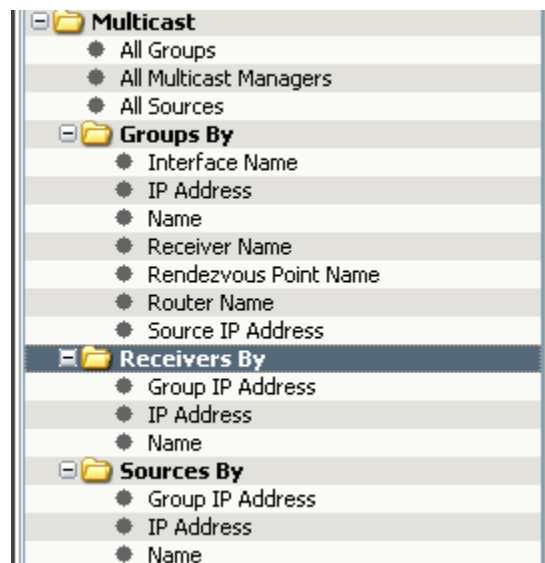 Multicast
All Groups
All Multicast Managers
All Sources
Groups By
Interface Name
IP Address
Name
Receiver Name
Rendezvous Point Name
Router Name
Source IP Address
Receivers By
Group IP Address
IP Address
Name
Sources By
Group IP Address
IP Address
Name